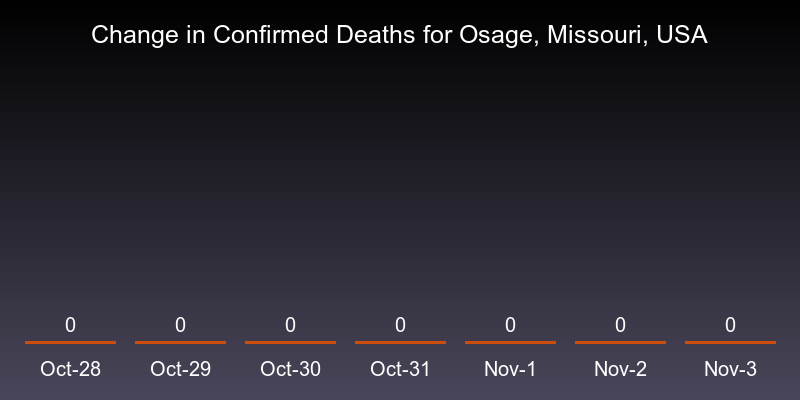 Change in Confirmed Deaths for Osage, Missouri, USA
0 0 0 0 0 0 0
Oct-28 Oct-29 Oct-30 Oct-31 Nov-1 Nov-2 Nov-3